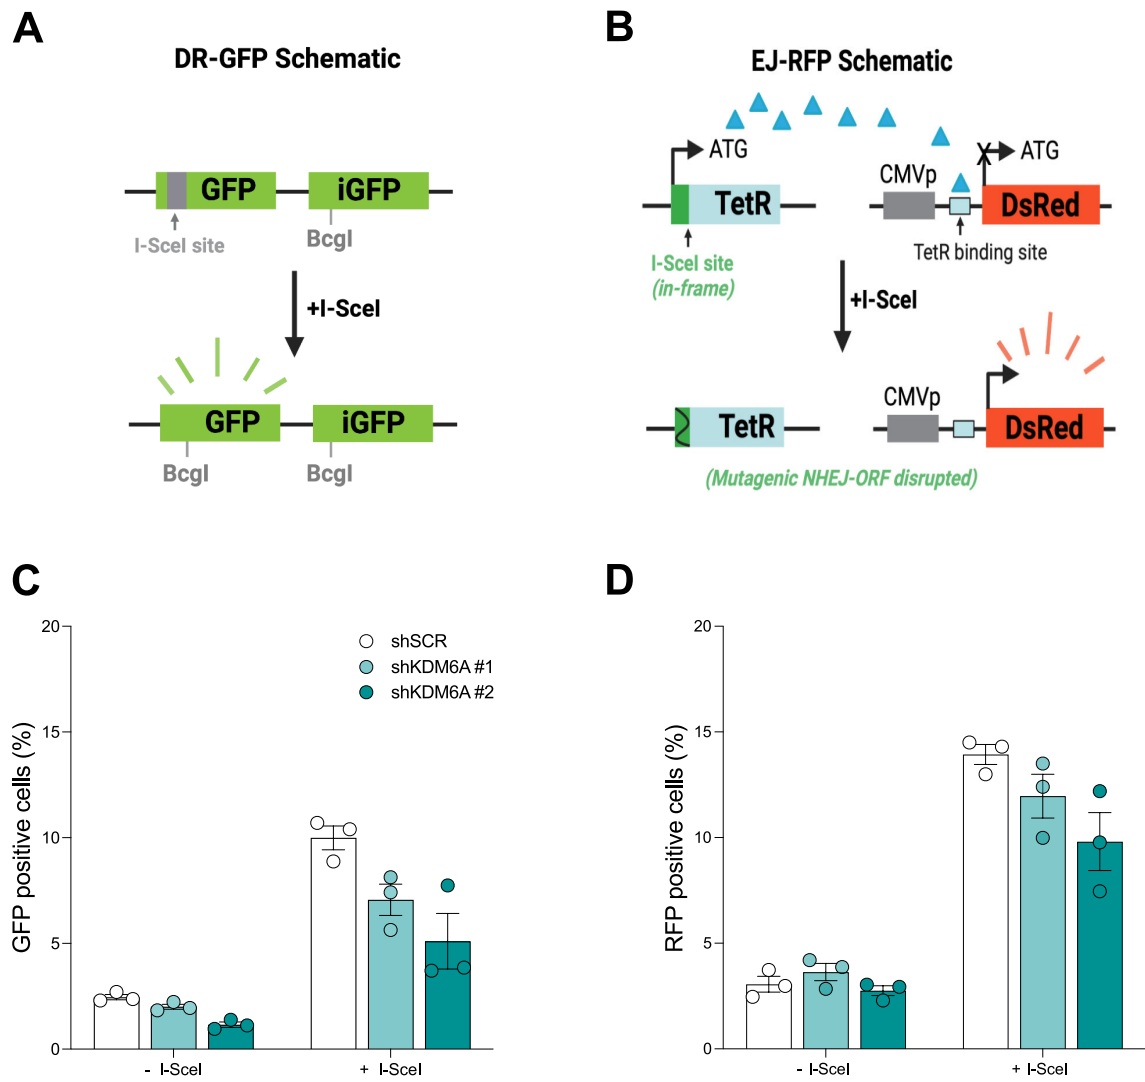 A
DR-GFP Schematic
GFP
iGFP
I-SceI site
BcgI
+I-SceI
GFP
iGFP
BcgI
BcgI
B
EJ-RFP Schematic
ATG
TetR
I-SceI site
(in-frame)
CMVp
X
ATG
DsRed
TetR binding site
+I-SceI
TetR
CMVp
DsRed
(Mutagenic NHEJ-ORF disrupted)
C
GFP positive cells (%)
20
15
10
5
0
shSCR
shKDM6A #1
shKDM6A #2
- I-SceI
+ I-SceI
D
RFP positive cells (%)
20
15
10
5
0
- I-SceI
+ I-SceI